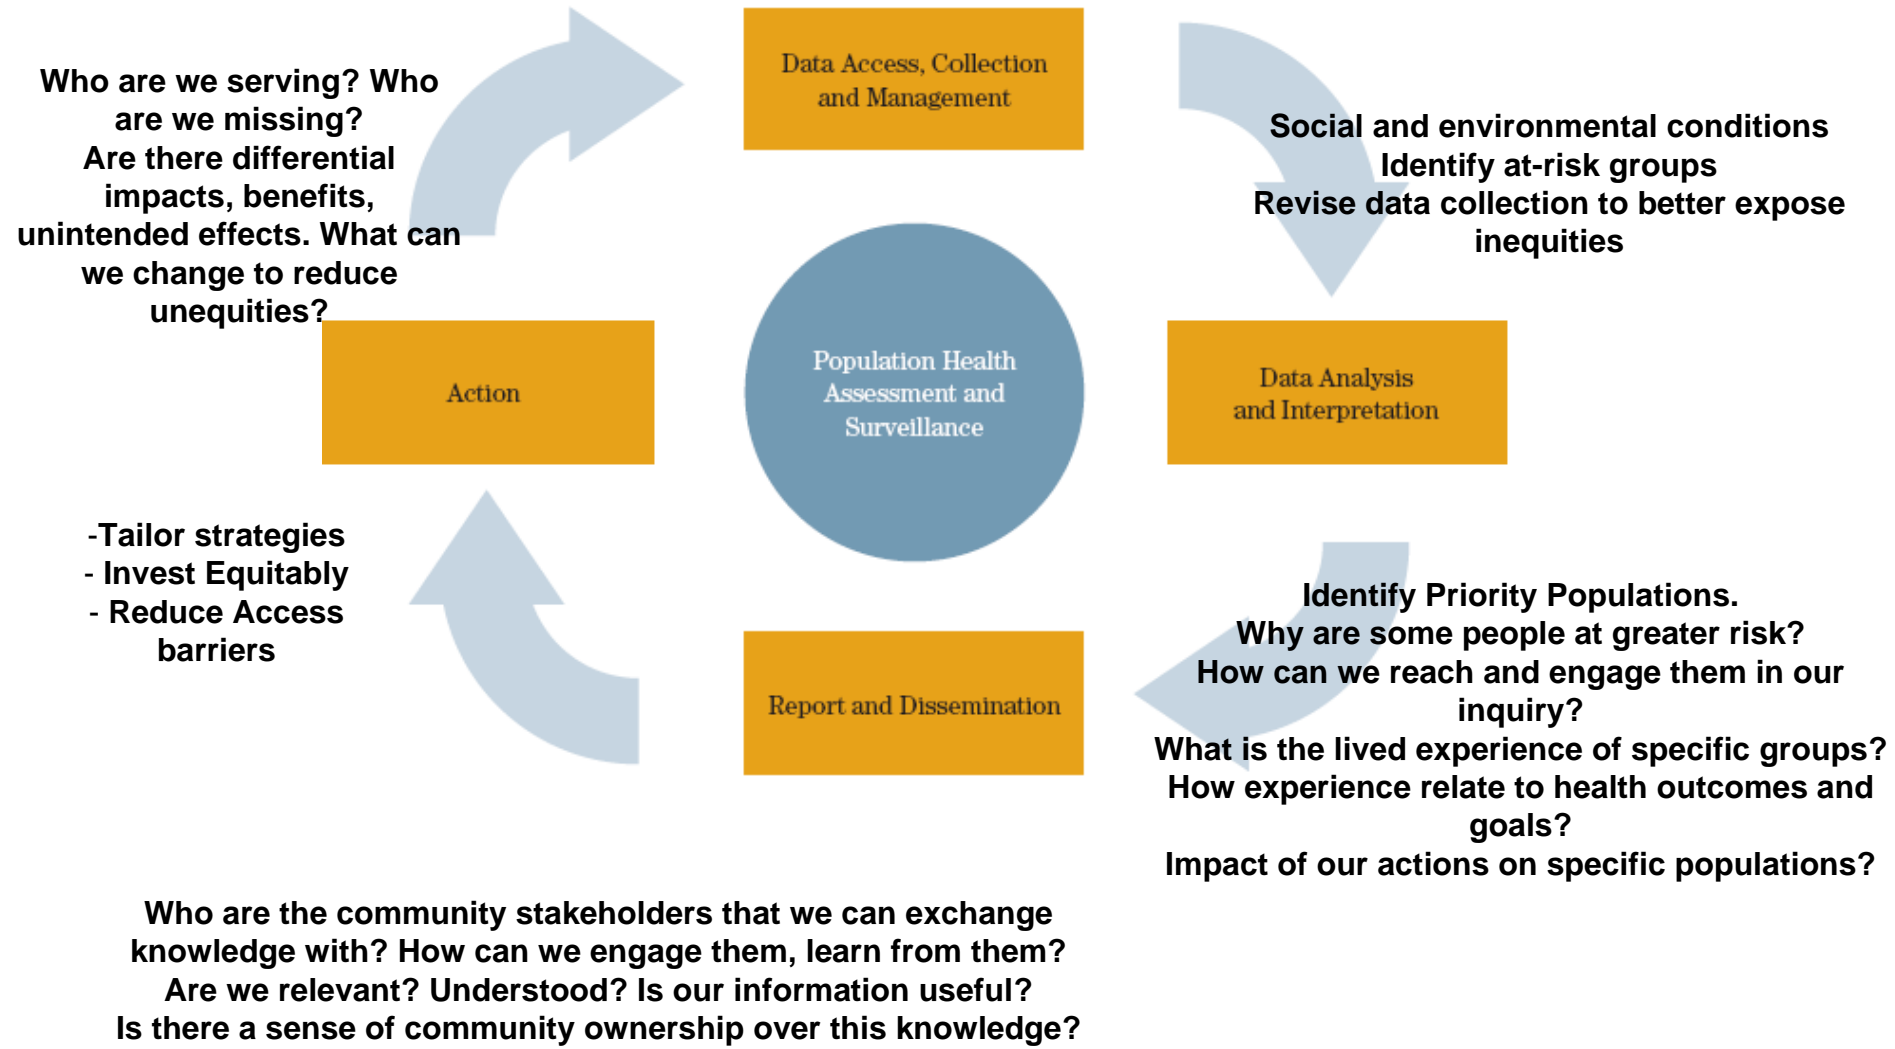 Data Access, Collection
and Management
Who are we serving? Who
are we missing?
Are there differential
impacts, benefits,
unintended effects. What can
we change to reduce
unequities?
Social and environmental conditions
Identify at-risk groups
Revise data collection to better expose
inequities
Action
Population Health
Assessment and
Surveillance
Data Analysis
and Interpretation
-Tailor strategies
- Invest Equitably
- Reduce Access
barriers
Report and Dissemination
Identify Priority Populations.
Why are some people at greater risk?
How can we reach and engage them in our
inquiry?
What is the lived experience of specific groups?
How experience relate to health outcomes and
goals?
Impact of our actions on specific populations?
Who are the community stakeholders that we can exchange
knowledge with? How can we engage them, learn from them?
Are we relevant? Understood? Is our information useful?
Is there a sense of community ownership over this knowledge?